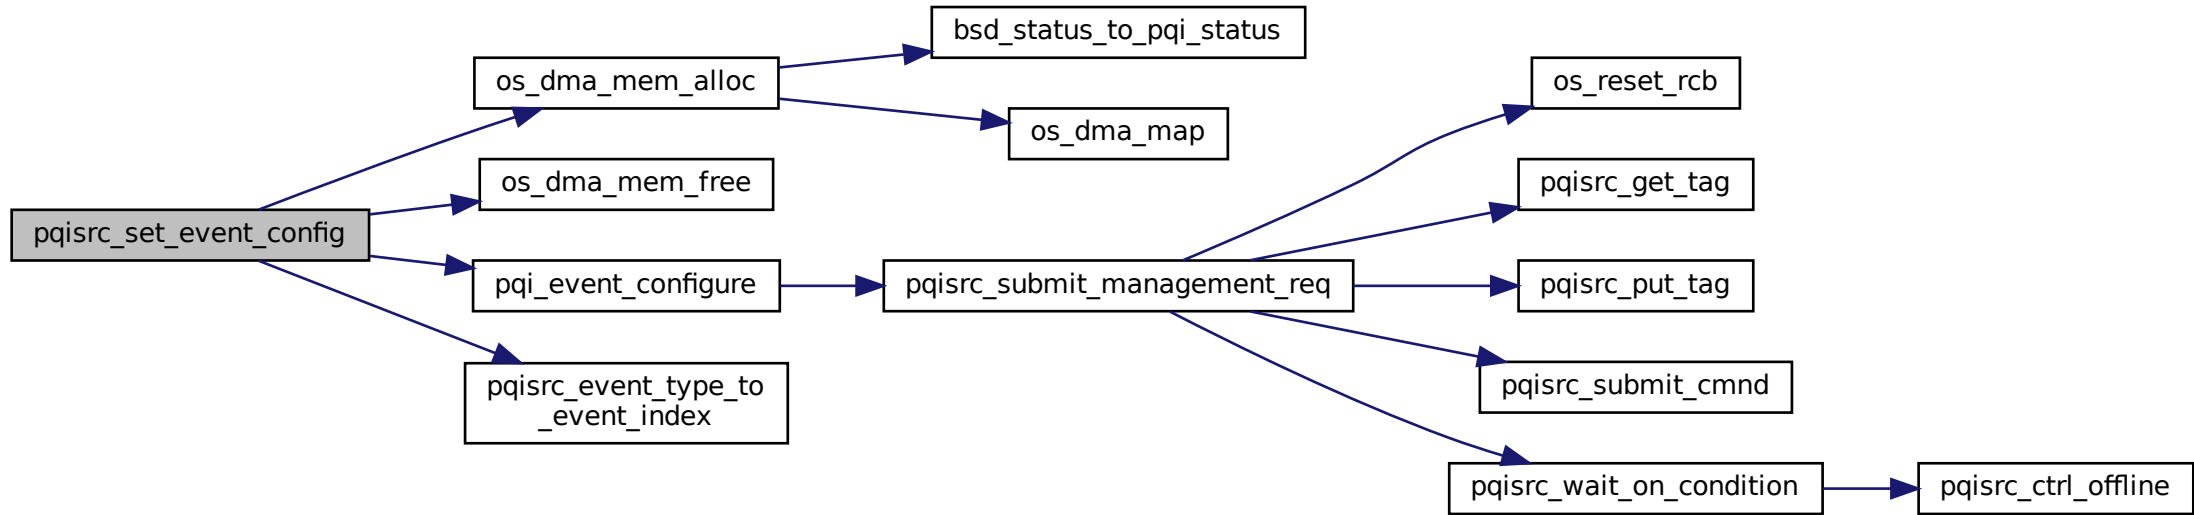 pqisrc_set_event_config
os_dma_mem_alloc
bsd_status_to_pqi_status
os_dma_map
os_dma_mem_free
pqi_event_configure
pqisrc_submit_management_req
os_reset_rcb
pqisrc_get_tag
pqisrc_put_tag
pqisrc_submit_cmnd
pqisrc_wait_on_condition
pqisrc_ctrl_offline
pqisrc_event_type_to
_event_index